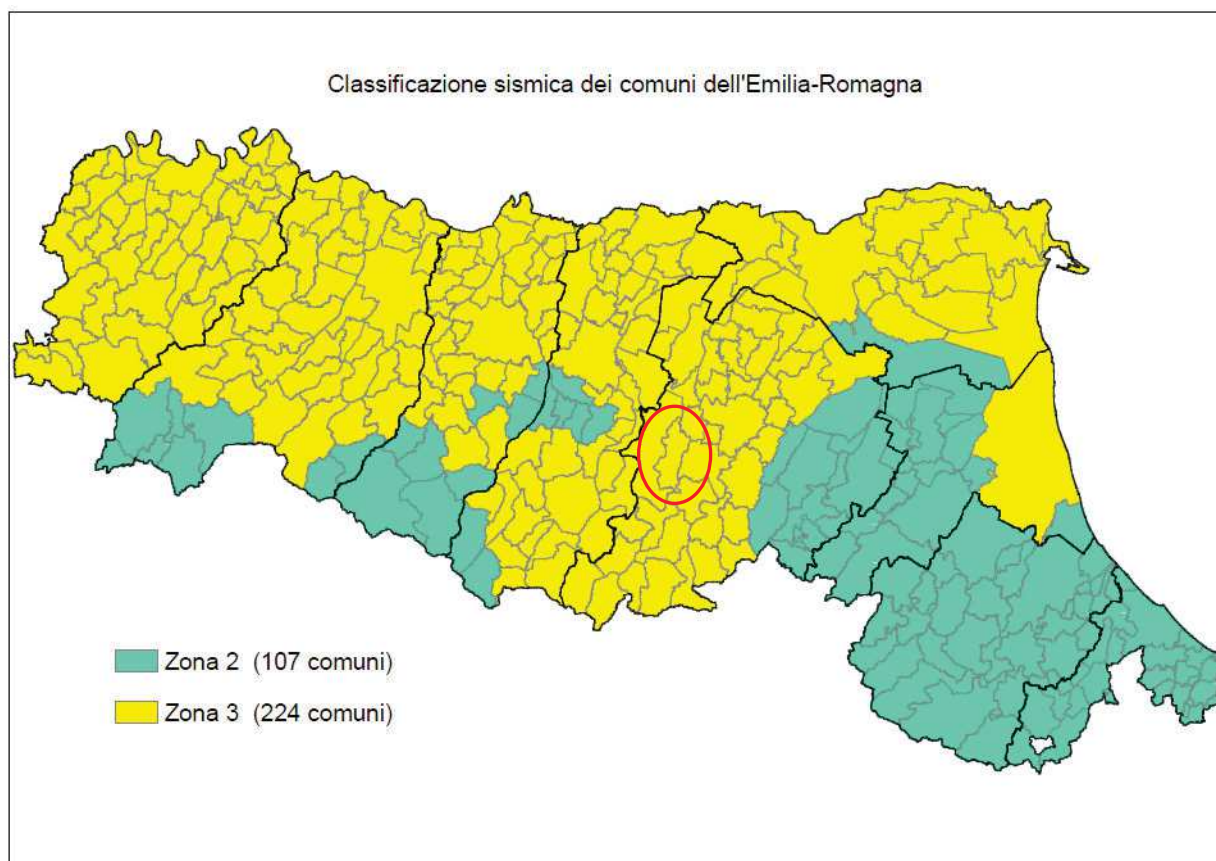 Classificazione sismica dei comuni dell'Emilia-Romagna
Zona 2 (107 comuni)
Zona 3 (224 comuni)